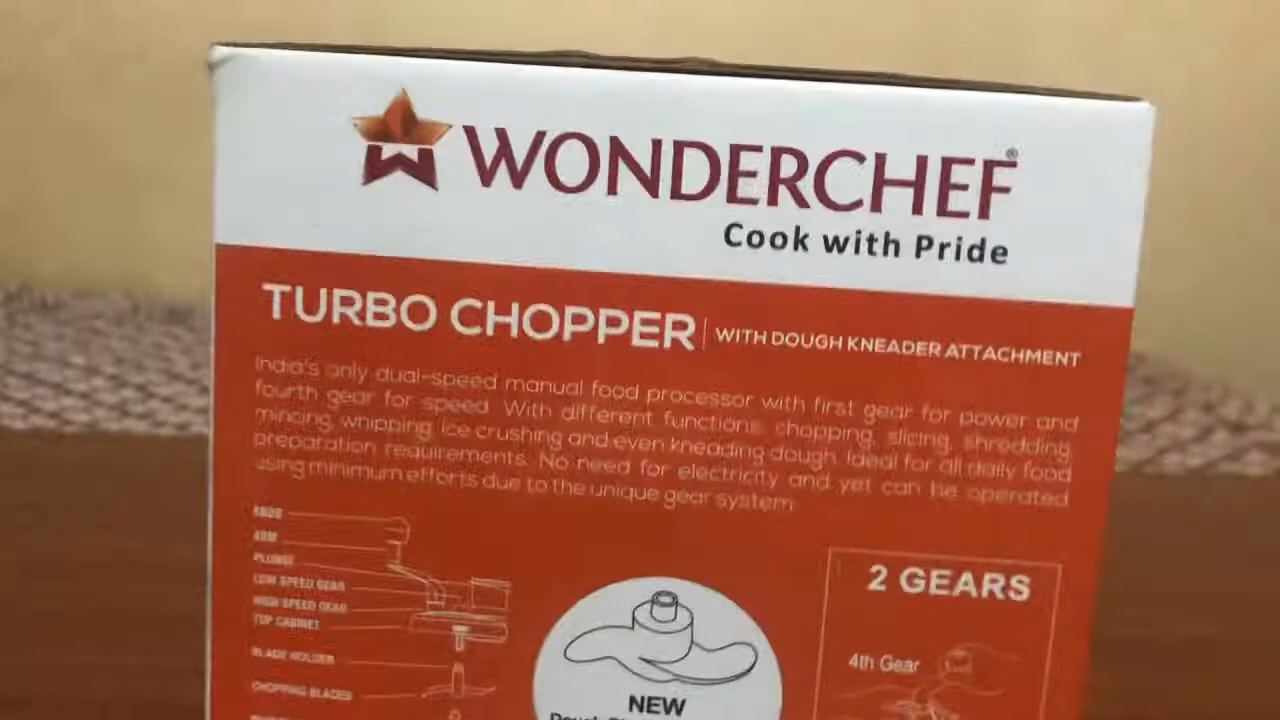 WONDERCHEF®
Cook with Pride
TURBO CHOPPER WITH DOUGH KNEADER ATTACHMENT
India's only dual-speed manual food processor with first gear for power and
fourth gear for speed. With different functions, chopping, slicing, shredding,
mincing, whipping, ice crushing and even kneading dough. Ideal for all daily food
preparation requirements. No need for electricity and yet can be operated
using minimum efforts due to the unique gear system.
KNOB
ARM
PLUNGE
LOW SPEED GEAR
HIGH SPEED GEAR
TOP CABINET
BLADE HOLDER
CHOPPING BLADES
2 GEARS
4th Gear
NEW